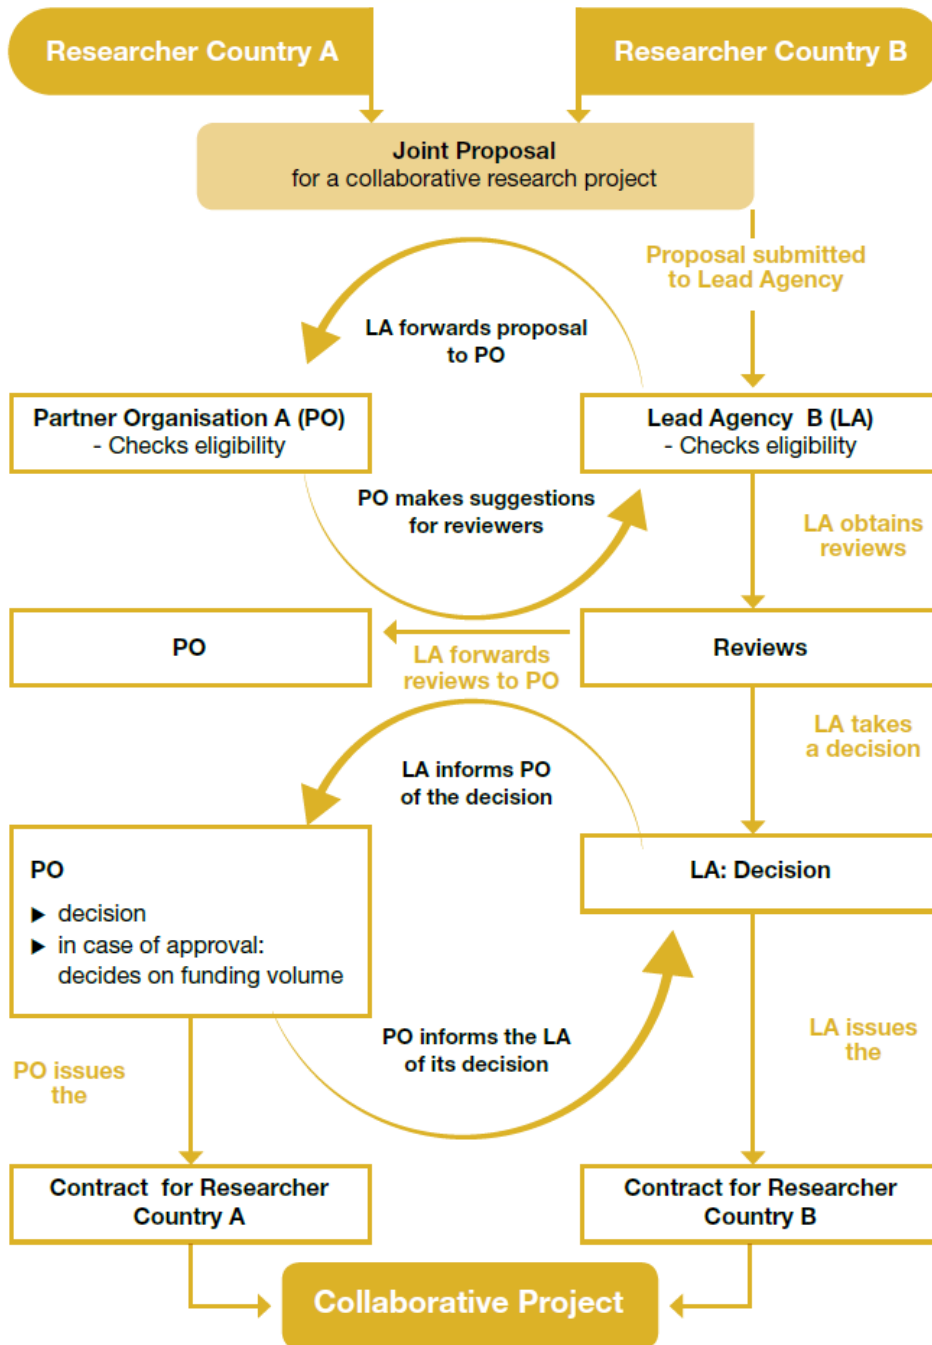 Researcher Country A
Researcher Country B
Joint Proposal
for a collaborative research project
Proposal submitted
to Lead Agency
LA forwards proposal
to PO
Partner Organisation A (PO)
- Checks eligibility
Lead Agency  B (LA)
- Checks eligibility
PO makes suggestions
for reviewers
LA obtains
reviews
PO
Reviews
LA forwards
reviews to PO
LA takes
a decision
LA informs PO
of the decision
PO
▶ decision
▶ in case of approval:
decides on funding volume
LA: Decision
PO informs the LA
of its decision
LA issues
the
PO issues
the
Contract  for Researcher
Country A
Contract for Researcher
Country B
Collaborative Project